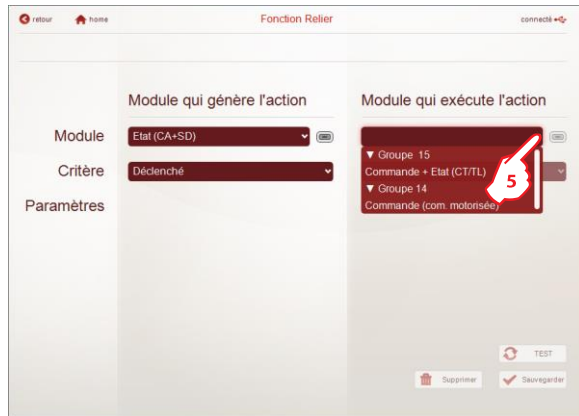 retour home Fonction Relier connecté
Module qui génère l'action Module qui exécute l'action
Module Etat (CA+SD)
▼ Groupe 15
Critère Déclenché Commande + Etat (CT/TL)
▼ Groupe 14
Paramètres Commande (com. motorisée)
5
TEST
Supprimer Sauvegarder